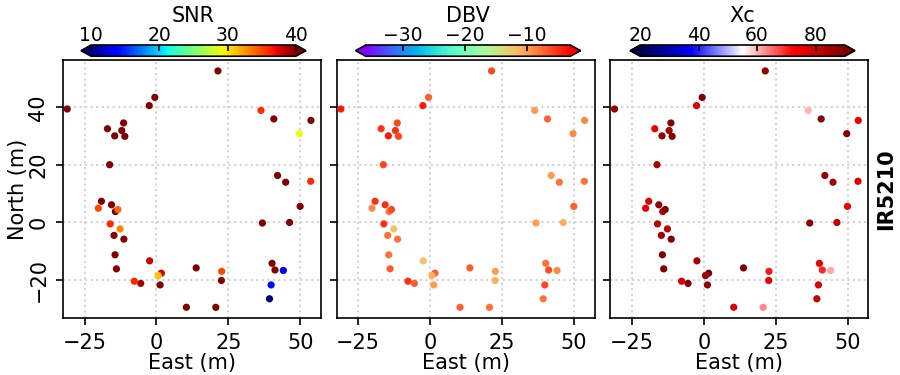 SNR DBV Xc
10 20 30 40 −30 −20 −10 20 40 60 80
40
20
0
−20
North (m)
IR5210
−25 0 25 50 −25 0 25 50 −25 0 25 50
East (m) East (m) East (m)